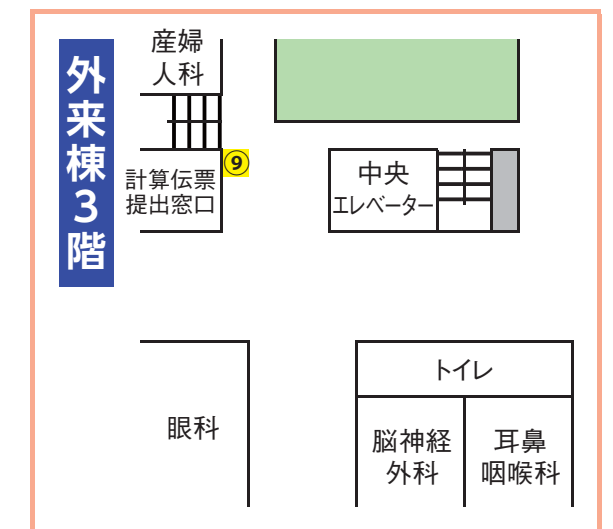 外来棟3階
産婦
人科
⑨
計算伝票
提出窓口
中央
エレベーター
眼科
トイレ
脳神経
外科
耳鼻
咽喉科